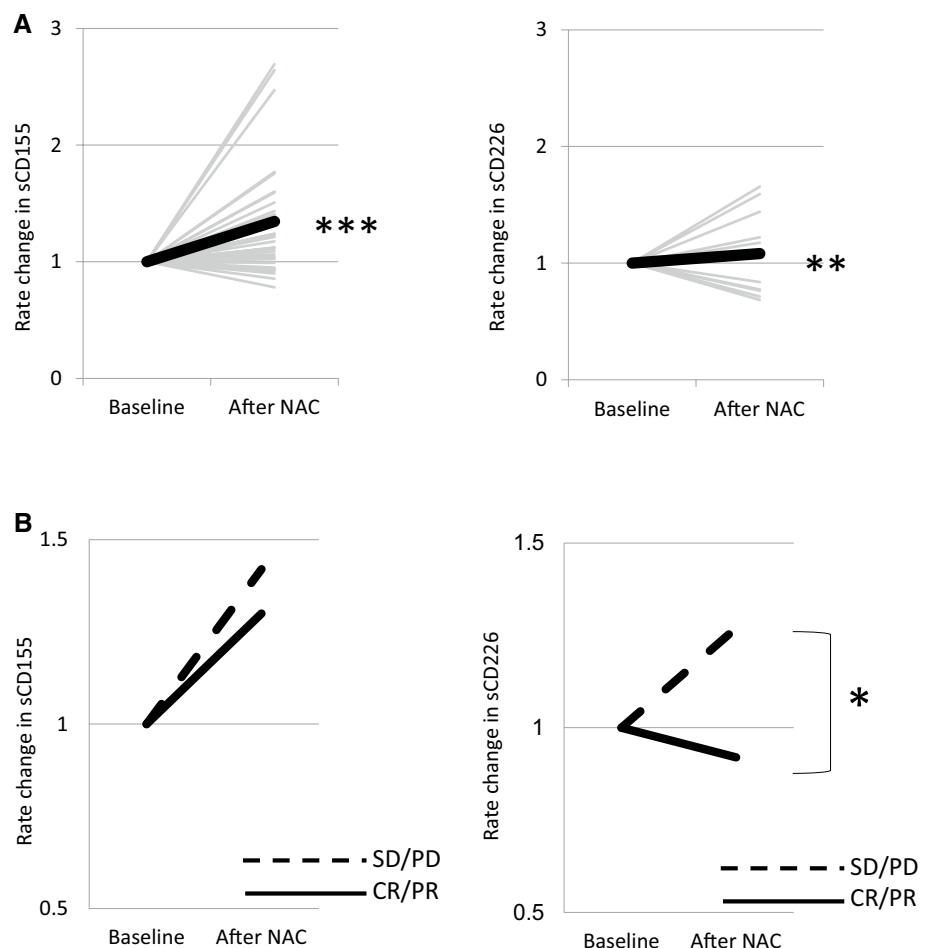 A
Rate change in sCD155
3
2
1
0
Baseline After NAC
***
Rate change in sCD226
3
2
1
0
Baseline After NAC
**
B
Rate change in sCD155
1.5
1
0.5
SD/PD
CR/PR
Baseline After NAC
Rate change in sCD226
1.5
1
0.5
*
SD/PD
CR/PR
Baseline After NAC